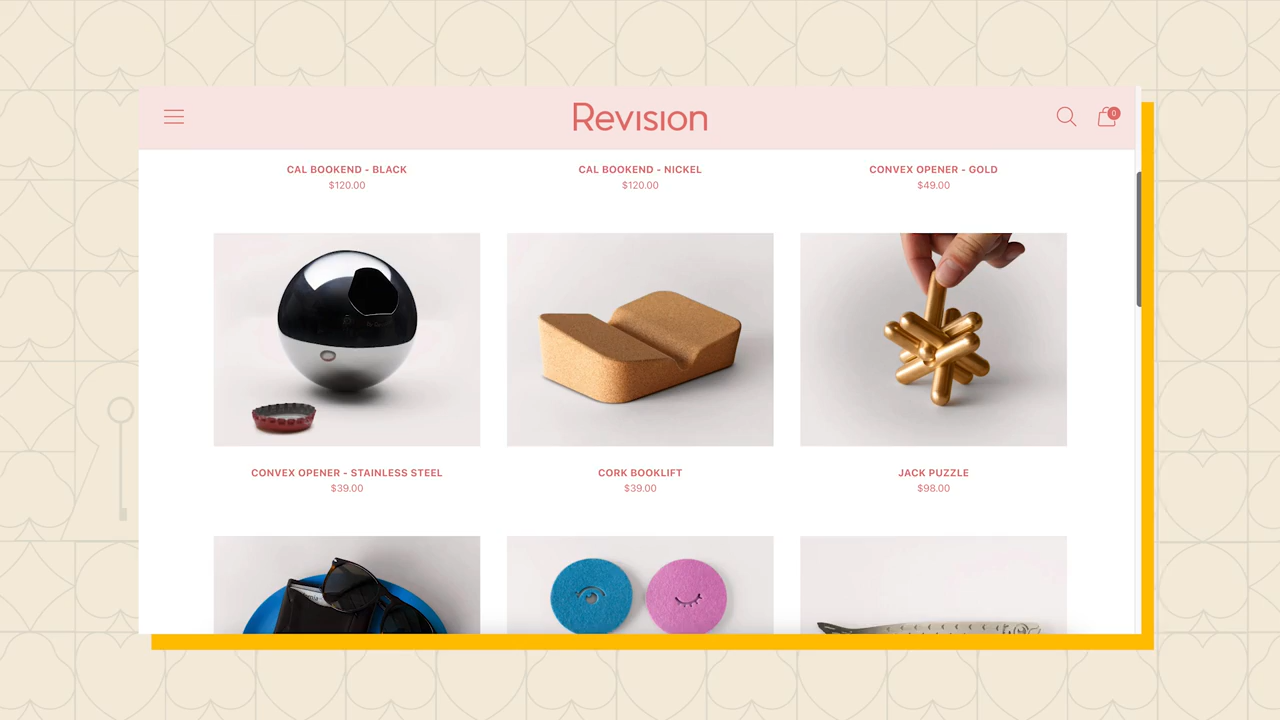 Revision
0
CAL BOOKEND - BLACK
$120.00
CAL BOOKEND - NICKEL
$120.00
CONVEX OPENER - GOLD
$49.00
CONVEX OPENER - STAINLESS STEEL
$39.00
CORK BOOKLIFT
$39.00
JACK PUZZLE
$98.00